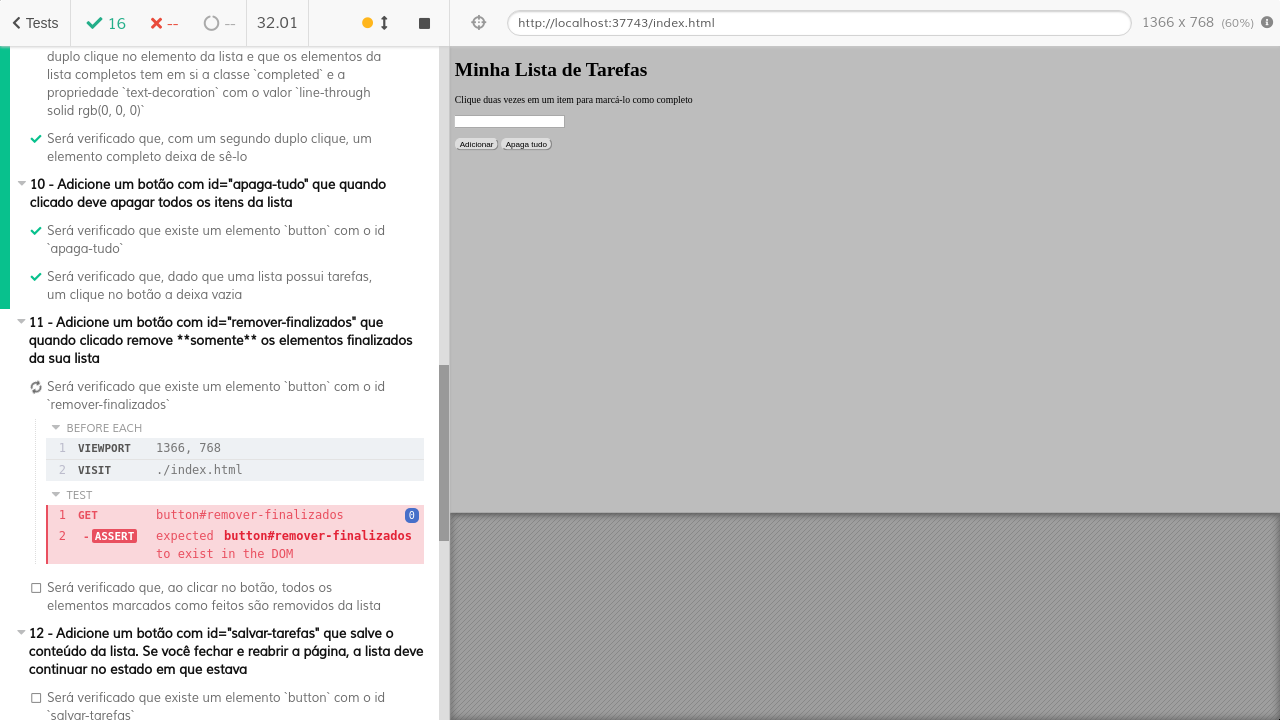 Tests
16
--
--
32.01
http://localhost:37743/index.html
1366 x 768 (60%)
duplo clique no elemento da lista e que os elementos da
lista completos tem em si a classe `completed` e a
propriedade `text-decoration` com o valor `line-through
solid rgb(0, 0, 0)`
Será verificado que, com um segundo duplo clique, um
elemento completo deixa de sê-lo
10 - Adicione um botão com id="apaga-tudo" que quando
clicado deve apagar todos os itens da lista
Será verificado que existe um elemento `button` com o id
`apaga-tudo`
Será verificado que, dado que uma lista possui tarefas,
um clique no botão a deixa vazia
11 - Adicione um botão com id="remover-finalizados" que
quando clicado remove **somente** os elementos finalizados
da sua lista
Será verificado que existe um elemento `button` com o id
`remover-finalizados`
BEFORE EACH
1 VIEWPORT 1366, 768
2 VISIT ./index.html
TEST
1 GET button#remover-finalizados 0
2 -ASSERT expected button#remover-finalizados
to exist in the DOM
Será verificado que, ao clicar no botão, todos os
elementos marcados como feitos são removidos da lista
12 - Adicione um botão com id="salvar-tarefas" que salve o
conteúdo da lista. Se você fechar e reabrir a página, a lista deve
continuar no estado em que estava
Será verificado que existe um elemento `button` com o id
`salvar-tarefas`
Minha Lista de Tarefas
Clique duas vezes em um item para marcá-lo como completo
Adicionar Apaga tudo